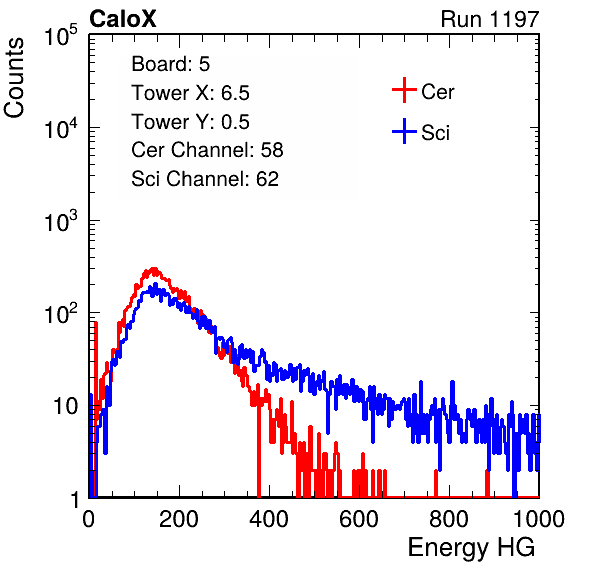 CaloX Run 1197
Counts
10^5
10^4
10^3
10^2
10
1
Board: 5
Tower X: 6.5
Tower Y: 0.5
Cer Channel: 58
Sci Channel: 62
Cer
Sci
0 200 400 600 800 1000
Energy HG